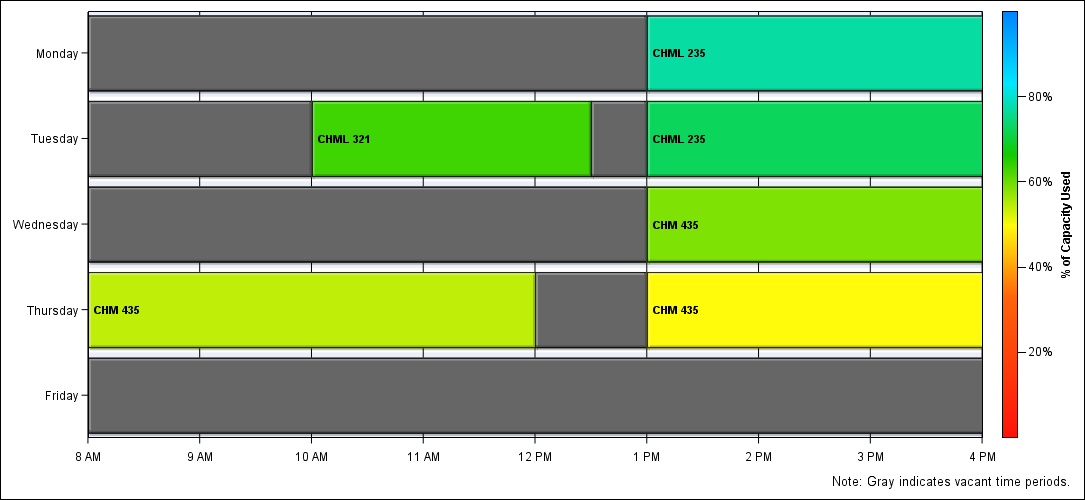 Monday
CHML 235
Tuesday
CHML 321
CHML 235
Wednesday
CHM 435
Thursday
CHM 435
CHM 435
Friday
8 AM
9 AM
10 AM
11 AM
12 PM
1 PM
2 PM
3 PM
4 PM
80%
60%
40%
20%
% of Capacity Used
Note: Gray indicates vacant time periods.